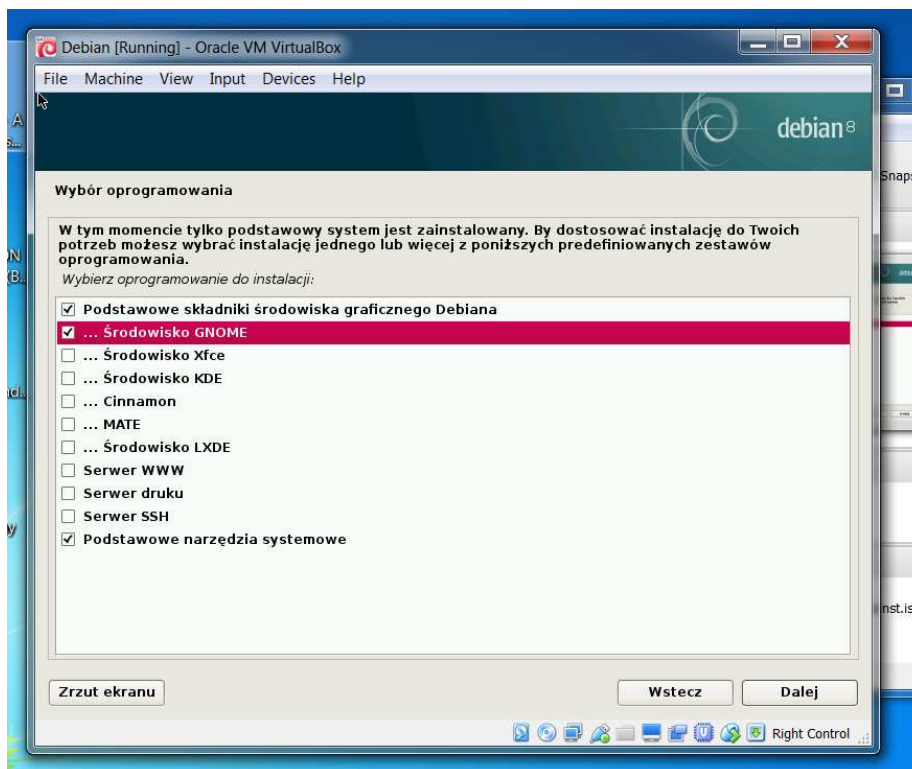 Debian [Running] - Oracle VM VirtualBox
File Machine View Input Devices Help
debian 8
Wybór oprogramowania
W tym momencie tylko podstawowy system jest zainstalowany. By dostosować instalację do Twoich
potrzeb możesz wybrać instalację jednego lub więcej z poniższych predefiniowanych zestawów
oprogramowania.
Wybierz oprogramowanie do instalacji:
Podstawowe składniki środowiska graficznego Debiana
... Środowisko GNOME
... Środowisko Xfce
... Środowisko KDE
... Cinnamon
... MATE
... Środowisko LXDE
Serwer WWW
Serwer druku
Serwer SSH
Podstawowe narzędzia systemowe
Zrzut ekranu
Wstecz
Dalej
Right Control